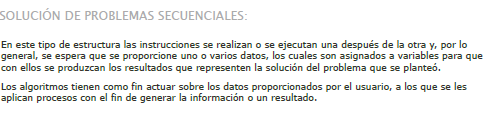 SOLUCIÓN DE PROBLEMAS SECUENCIALES:
En este tipo de estructura las instrucciones se realizan o se ejecutan una después de la otra y, por lo
general, se espera que se proporcione uno o varios datos, los cuales son asignados a variables para que
con ellos se produzcan los resultados que representen la solución del problema que se planteó.
Los algoritmos tienen como fin actuar sobre los datos proporcionados por el usuario, a los que se les
aplican procesos con el fin de generar la información o un resultado.